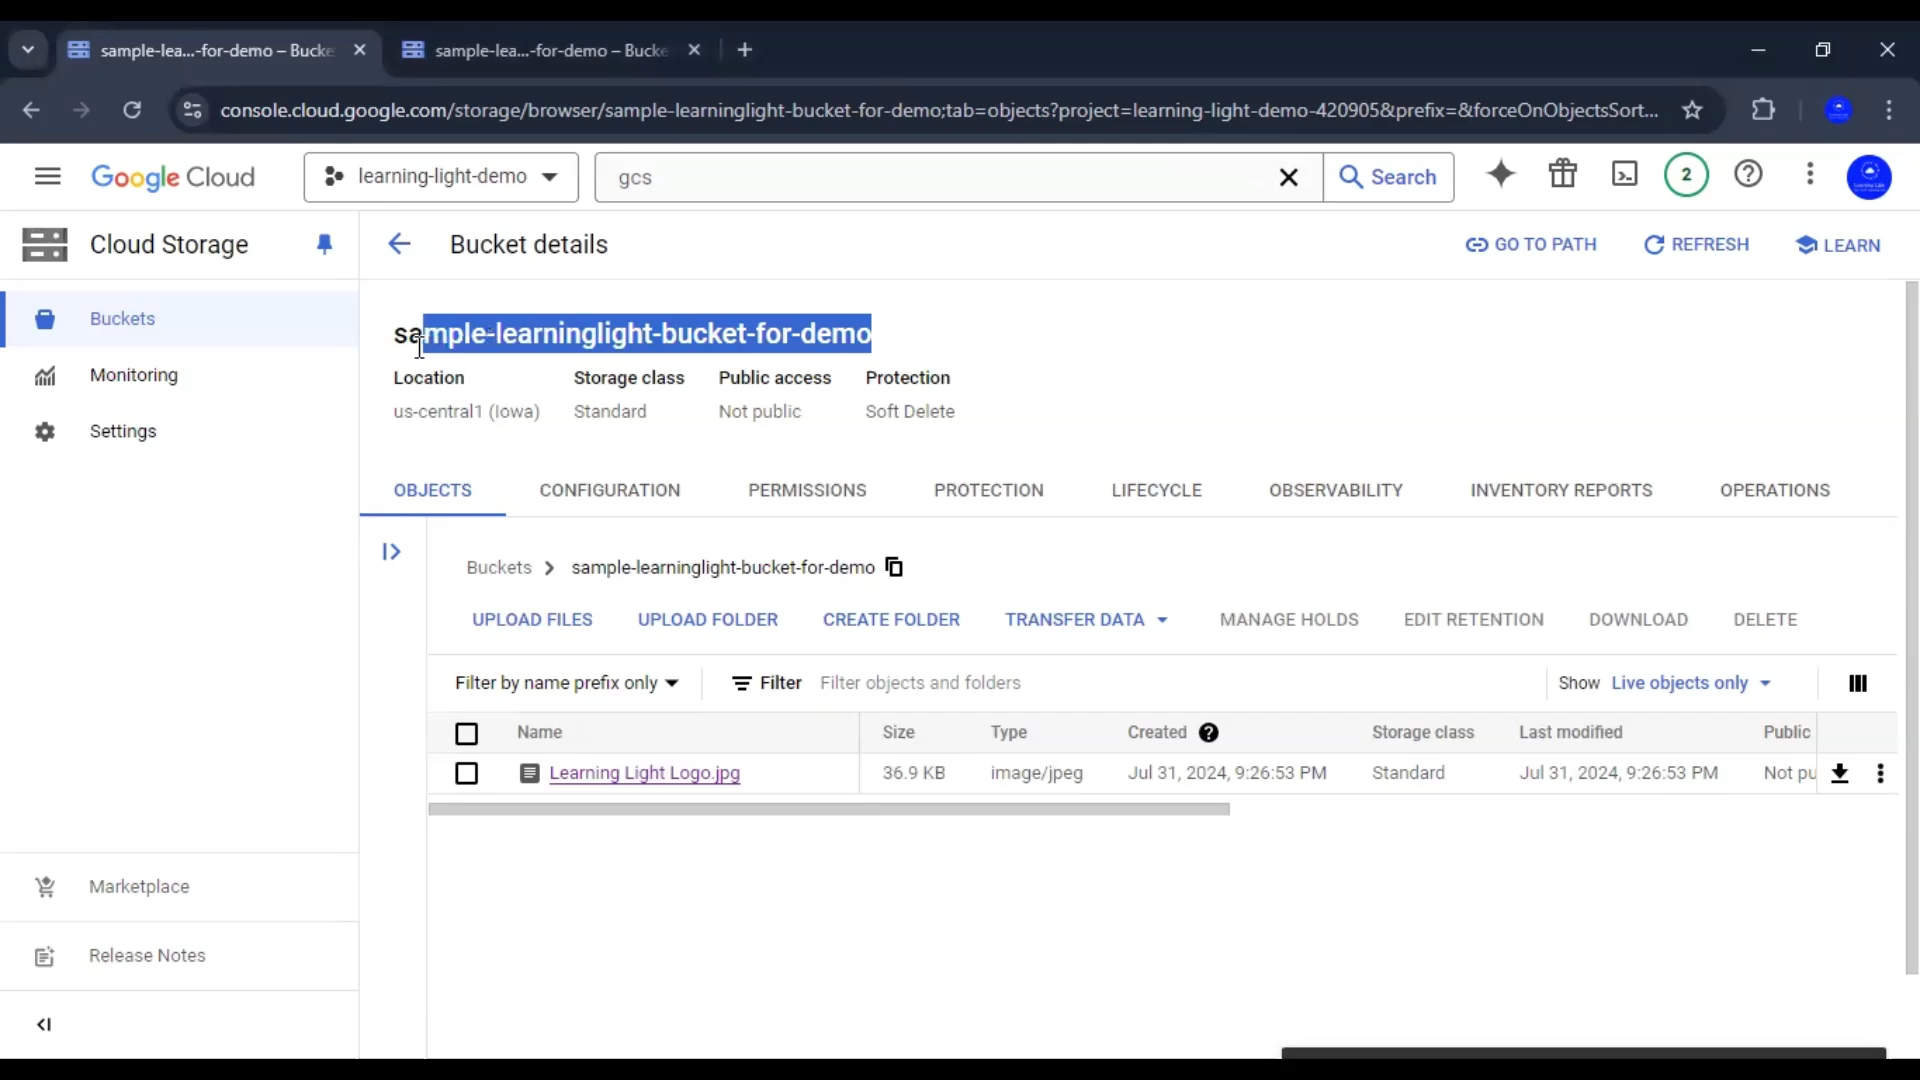 sample-lea...-for-demo – Bucke
sample-lea...-for-demo – Bucke
console.cloud.google.com/storage/browser/sample-learninglight-bucket-for-demo;tab=objects?project=learning-light-demo-420905&prefix=&forceOnObjectsSort...
Google Cloud
learning-light-demo
gcs
Search
2
Cloud Storage
Bucket details
GO TO PATH
REFRESH
LEARN
Buckets
Monitoring
Settings
sample-learninglight-bucket-for-demo
Location Storage class Public access Protection
us-central1 (Iowa) Standard Not public Soft Delete
OBJECTS CONFIGURATION PERMISSIONS PROTECTION LIFECYCLE OBSERVABILITY INVENTORY REPORTS OPERATIONS
Buckets > sample-learninglight-bucket-for-demo
UPLOAD FILES UPLOAD FOLDER CREATE FOLDER TRANSFER DATA MANAGE HOLDS EDIT RETENTION DOWNLOAD DELETE
Filter by name prefix only Filter Filter objects and folders Show Live objects only
Name Size Type Created Storage class Last modified Public
Learning Light Logo.jpg 36.9 KB image/jpeg Jul 31, 2024, 9:26:53 PM Standard Jul 31, 2024, 9:26:53 PM Not pu
Marketplace
Release Notes